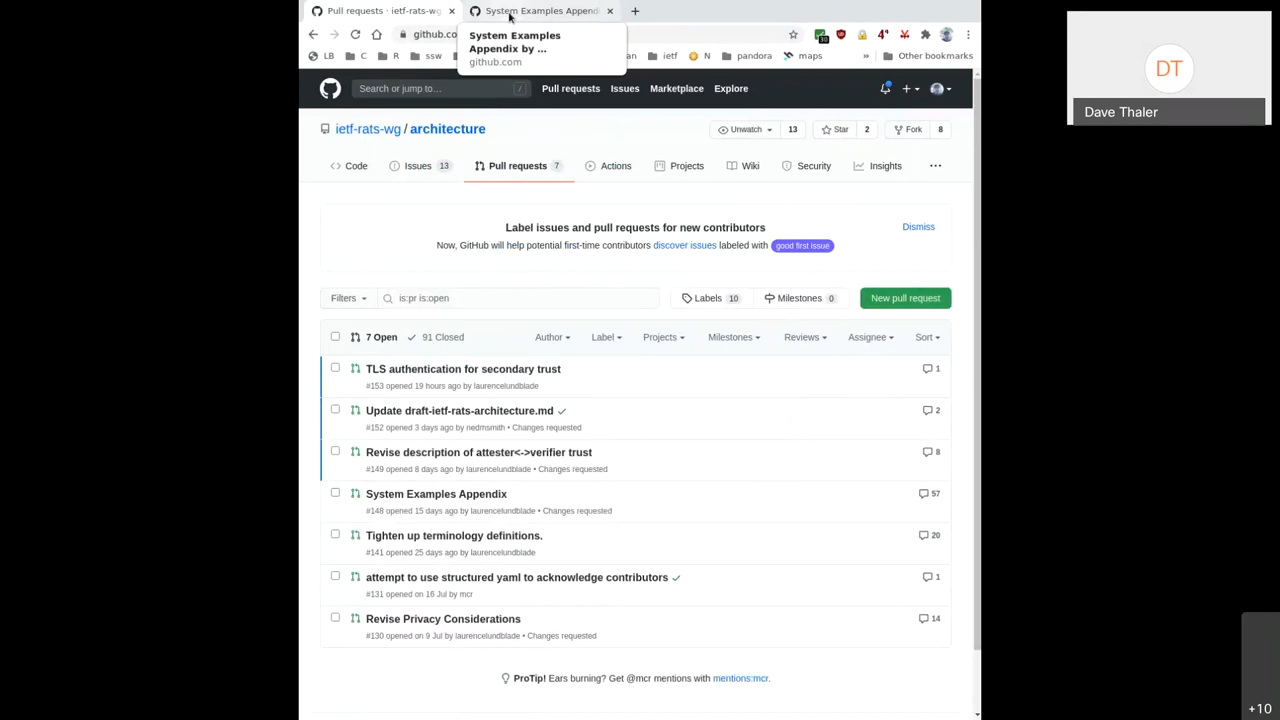 Pull requests · ietf-rats-wg
System Examples Append
System Examples
Appendix by ...
github.com
github.co
LB
C
R
ssw
an
ietf
N
pandora
maps
»
Other bookmarks
Search or jump to...
/
Pull requests
Issues
Marketplace
Explore
ietf-rats-wg / architecture
Unwatch
13
Star
2
Fork
8
Code
Issues 13
Pull requests 7
Actions
Projects
Wiki
Security
Insights
Label issues and pull requests for new contributors
Dismiss
Now, GitHub will help potential first-time contributors discover issues labeled with good first issue
Filters
is:pr is:open
Labels 10
Milestones 0
New pull request
7 Open
91 Closed
Author
Label
Projects
Milestones
Reviews
Assignee
Sort
TLS authentication for secondary trust
1
#153 opened 19 hours ago by laurencelundblade
Update draft-ietf-rats-architecture.md
2
#152 opened 3 days ago by nedmsmith • Changes requested
Revise description of attester<->verifier trust
8
#149 opened 8 days ago by laurencelundblade • Changes requested
System Examples Appendix
57
#148 opened 15 days ago by laurencelundblade • Changes requested
Tighten up terminology definitions.
20
#141 opened 25 days ago by laurencelundblade
attempt to use structured yaml to acknowledge contributors
1
#131 opened on 16 Jul by mcr
Revise Privacy Considerations
14
#130 opened on 9 Jul by laurencelundblade • Changes requested
ProTip! Ears burning? Get @mcr mentions with mentions:mcr.
DT
Dave Thaler
+10